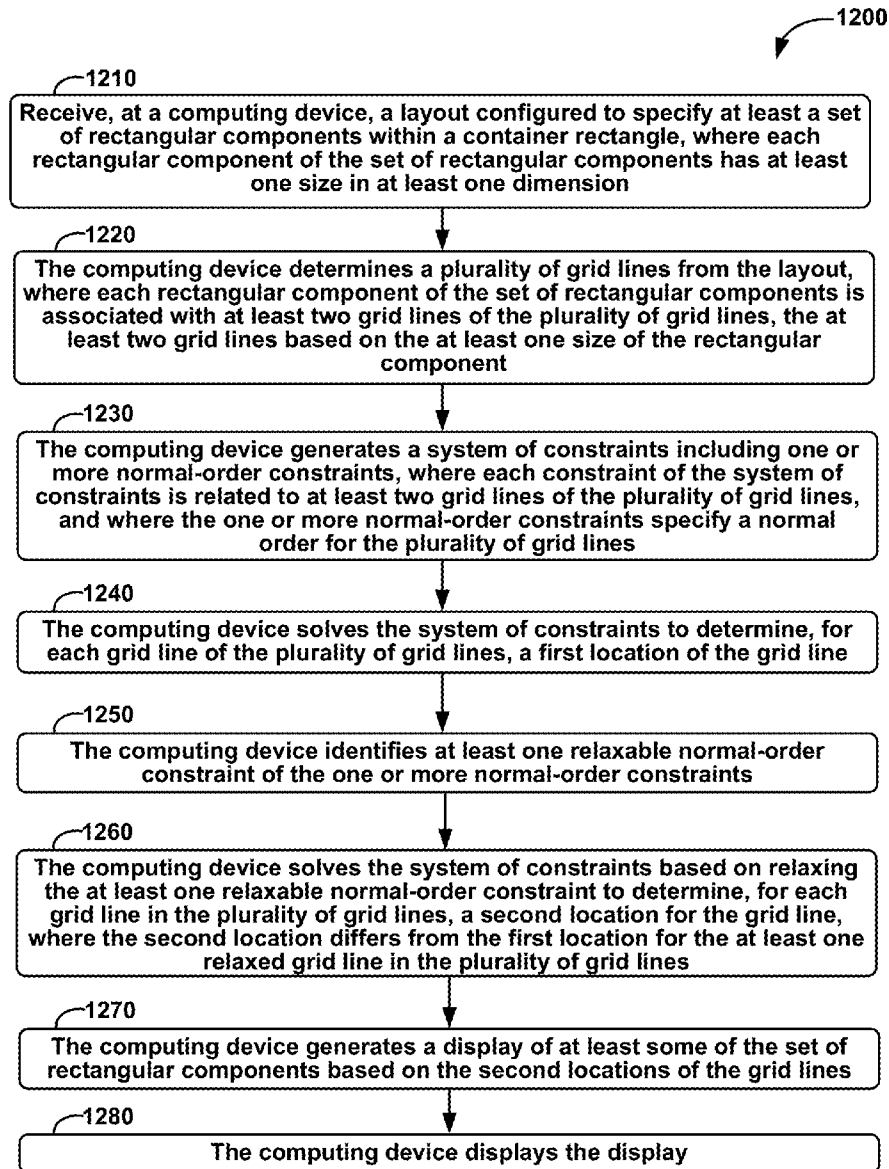 1200
1210
Receive, at a computing device, a layout configured to specify at least a
set of rectangular components within a container rectangle, where each
rectangular component of the set of rectangular components has at least
one size in at least one dimension
1220
The computing device determines a plurality of grid lines from the layout,
where each rectangular component of the set of rectangular components is
associated with at least two grid lines of the plurality of grid lines, the at
least two grid lines based on the at least one size of the rectangular
component
1230
The computing device generates a system of constraints including one or
more normal-order constraints, where each constraint of the system of
constraints is related to at least two grid lines of the plurality of grid lines,
and where the one or more normal-order constraints specify a normal
order for the plurality of grid lines
1240
The computing device solves the system of constraints to determine, for
each grid line of the plurality of grid lines, a first location of the grid line
1250
The computing device identifies at least one relaxable normal-order
constraint of the one or more normal-order constraints
1260
The computing device solves the system of constraints based on relaxing
the at least one relaxable normal-order constraint to determine, for each
grid line in the plurality of grid lines, a second location for the grid line,
where the second location differs from the first location for the at least one
relaxed grid line in the plurality of grid lines
1270
The computing device generates a display of at least some of the set of
rectangular components based on the second locations of the grid lines
1280
The computing device displays the display